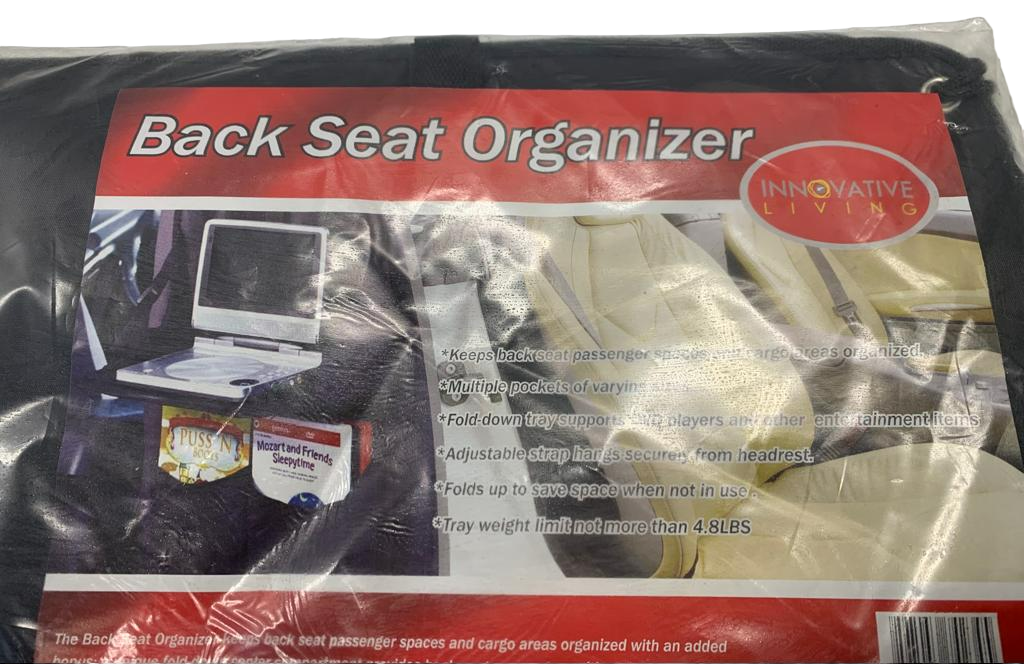 Back Seat Organizer
INNOVATIVE
LIVING
*Keeps back seat passenger spaces and cargo areas organized.
*Multiple pockets of varying sizes
*Fold-down tray supports players and other entertainment items
*Adjustable strap hangs securely from headrest.
*Folds up to save space when not in use .
*Tray weight limit not more than 4.8LBS
PUSS 'N
BOOTS
Mozart and Friends
Sleepytime
The Back Seat Organizer keeps back seat passenger spaces and cargo areas organized with an added